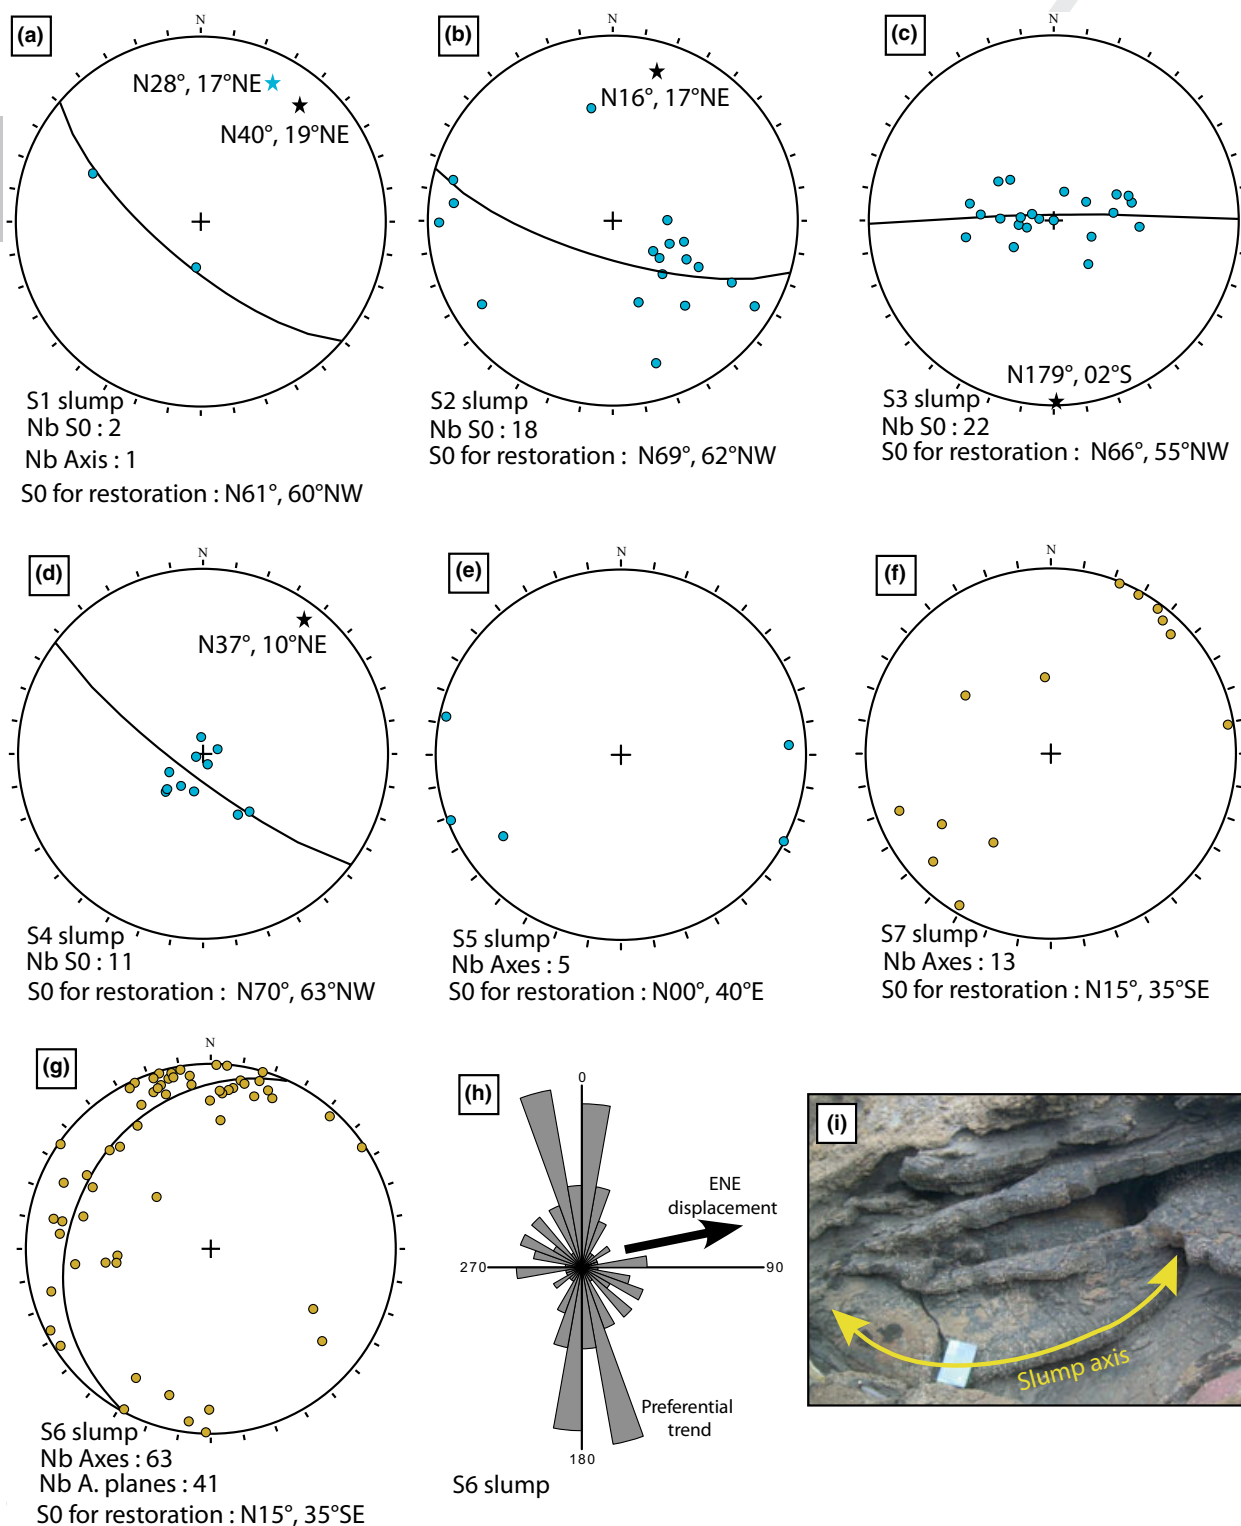 (a)
N
N28°, 17°NE
N40°, 19°NE
S1 slump
Nb S0 : 2
Nb Axis : 1
S0 for restoration : N61°, 60°NW
(b)
N
N16°, 17°NE
S2 slump
Nb S0 : 18
S0 for restoration : N69°, 62°NW
(c)
N
N179°, 02°S
S3 slump
Nb S0 : 22
S0 for restoration : N66°, 55°NW
(d)
N
N37°, 10°NE
S4 slump
Nb S0 : 11
S0 for restoration : N70°, 63°NW
(e)
N
S5 slump
Nb Axes : 5
S0 for restoration : N00°, 40°E
(f)
N
S7 slump
Nb Axes : 13
S0 for restoration : N15°, 35°SE
(g)
N
S6 slump
Nb Axes : 63
Nb A. planes : 41
S0 for restoration : N15°, 35°SE
(h)
0
ENE
displacement
270
90
Preferential
trend
180
S6 slump
(i)
Slump axis